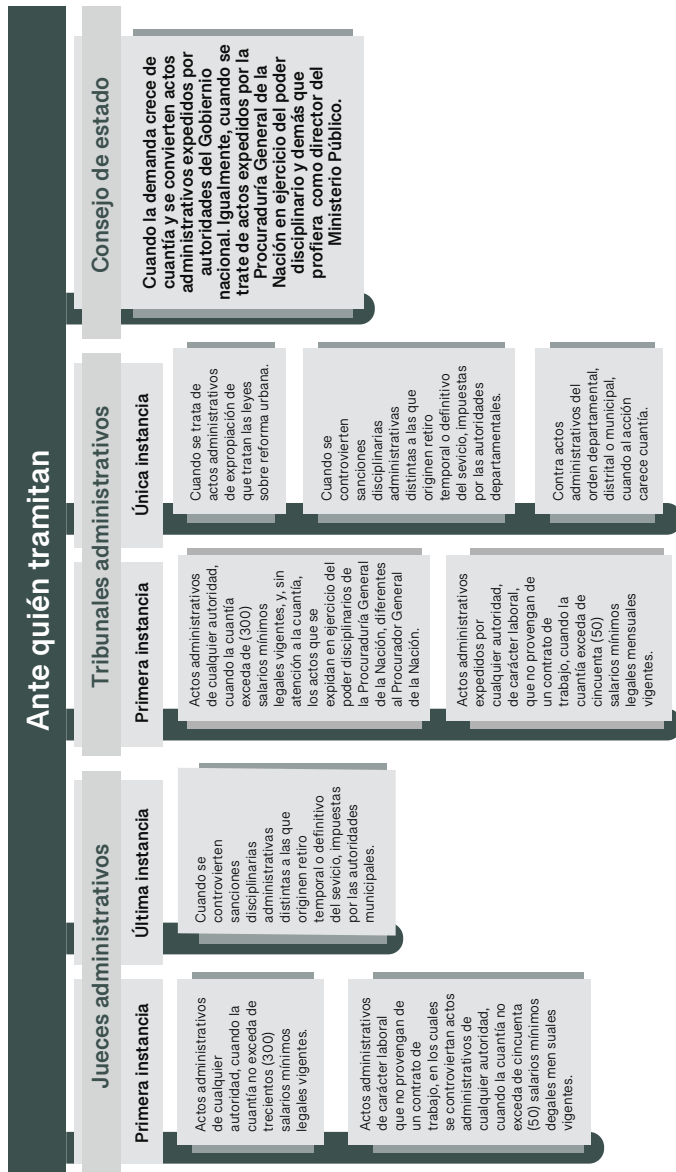 Ante quién tramitan
Jueces administrativos
Primera instancia
Actos administrativos
de cualquier
autoridad, cuando la
cuantía no exceda de
trecientos (300)
salarios mínimos
legales vigentes.
Actos administrativos
de carácter laboral
que no provengan de
un contrato de
trabajo, en los cuales
se controviertan actos
administrativos de
cualquier autoridad,
cuando la cuantía no
exceda de cincuenta
(50) salarios mínimos
degales men suales
vigentes.
Última instancia
Cuando se
controvierten
sanciones
disciplinarias
administrativas
distintas a las que
originen retiro
temporal o definitivo
del sevicio, impuestas
por las autoridades
municipales.
Tribunales administrativos
Primera instancia
Actos administrativos
de cualquier autoridad,
cuando la cuantía
exceda de (300)
salarios mínimos
legales vigentes, y, sin
atención a la cuantía,
los actos que se
expidan en ejercicio del
poder disciplinarios de
la Procuraduría General
de la Nación, diferentes
al Procurador General
de la Nación.
Actos administrativos
expedidos por
cualquier autoridad,
de carácter laboral,
que no provengan de
un contrato de
trabajo, cuando la
cuantía exceda de
cincuenta (50)
salarios mínimos
legales mensuales
vigentes.
Única instancia
Cuando se trata de
actos administrativos
de expropiación de
que tratan las leyes
sobre reforma urbana.
Cuando se
controvierten
sanciones
disciplinarias
administrativas
distintas a las que
originen retiro
temporal o definitivo
del sevicio, impuestas
por las autoridades
departamentales.
Contra actos
administrativos del
orden departamental,
distrital o municipal,
cuando al acción
carece cuantía.
Consejo de estado
Cuando la demanda crece de
cuantía y se convierten actos
administrativos expedidos por
autoridades del Gobiernio
nacional. Igualmente, cuando se
trate de actos expedidos por la
Procuraduría General de la
Nación en ejercicio del poder
disciplinario y demás que
profiera como director del
Ministerio Público.